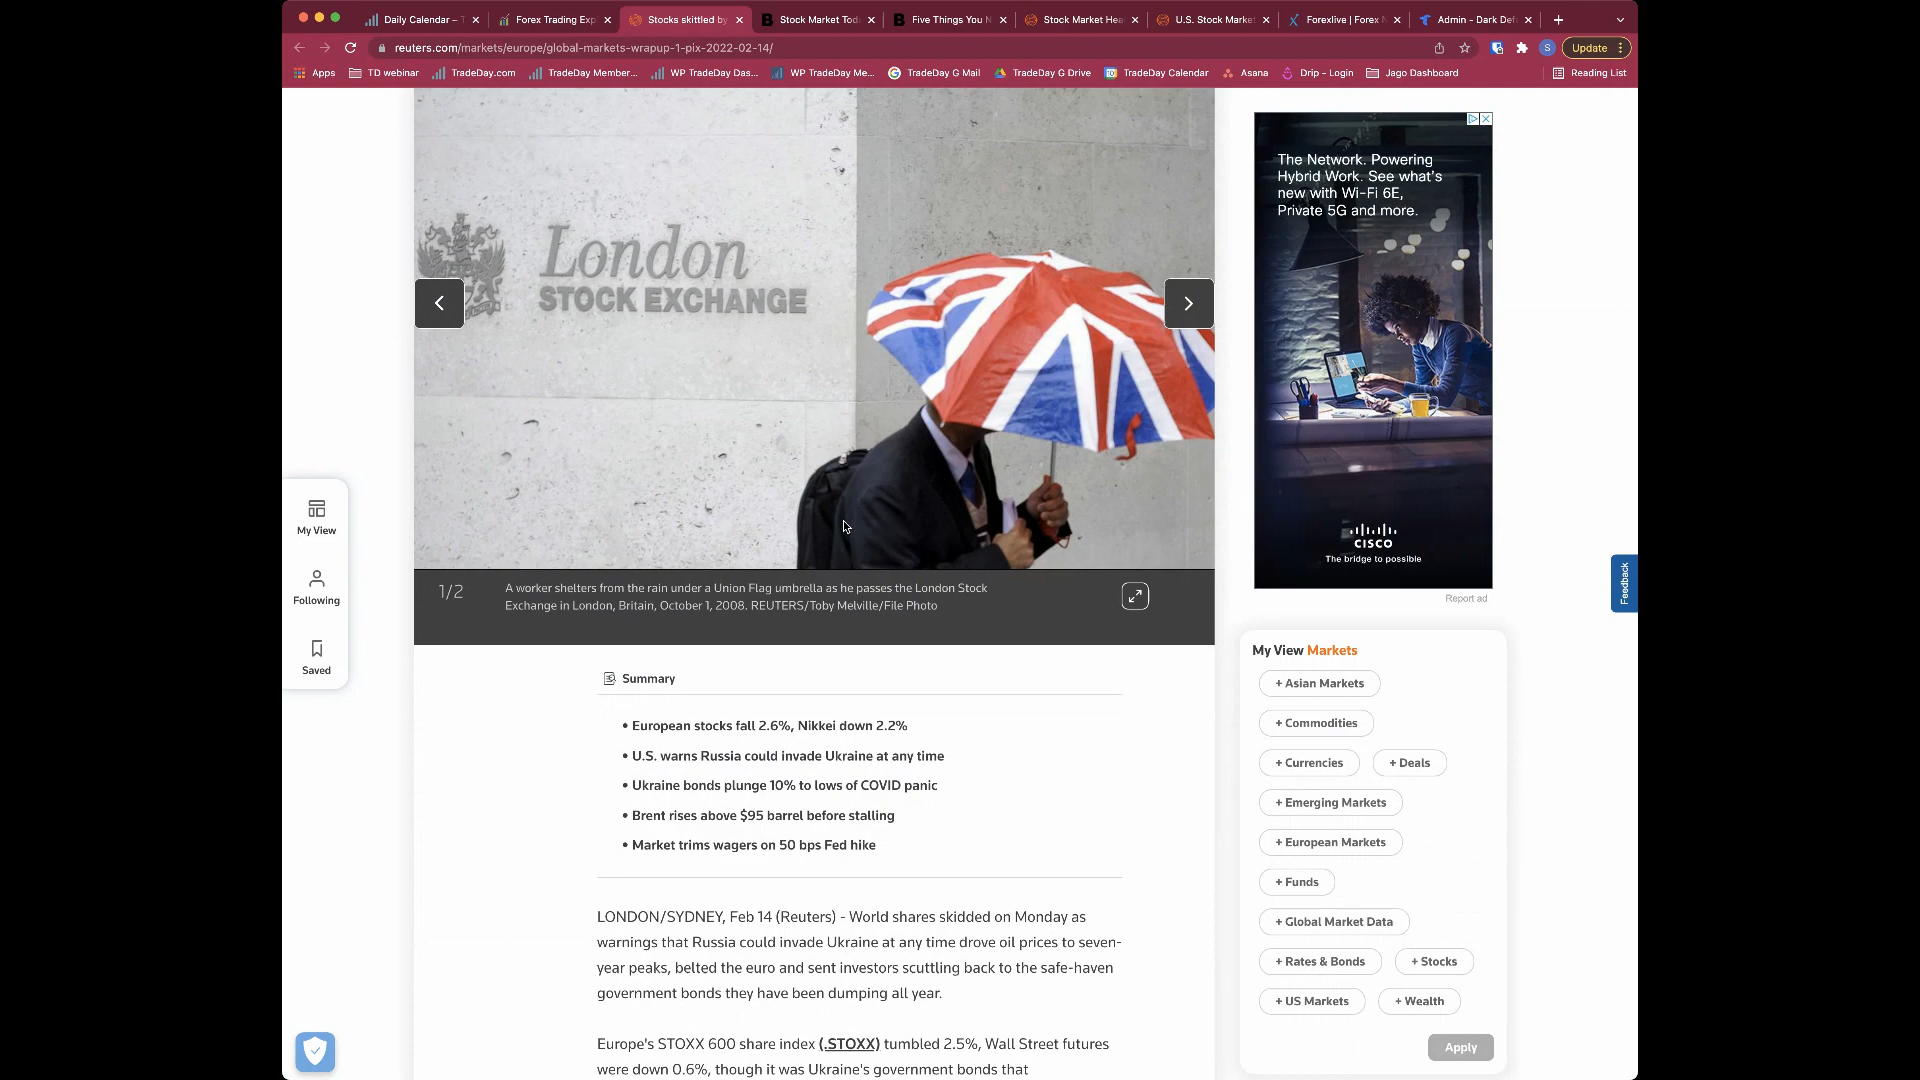 Daily Calendar – T
Forex Trading Exp
Stocks skittled by
Stock Market Tod
Five Things You N
Stock Market Hea
U.S. Stock Market
Forexlive | Forex N
Admin - Dark Def
reuters.com/markets/europe/global-markets-wrapup-1-pix-2022-02-14/
S
Update
Apps
TD webinar
TradeDay.com
TradeDay Member...
WP TradeDay Das...
WP TradeDay Me...
TradeDay G Mail
TradeDay G Drive
TradeDay Calendar
Asana
Drip - Login
Jago Dashboard
Reading List
London
STOCK EXCHANGE
The Network. Powering
Hybrid Work. See what's
new with Wi-Fi 6E,
Private 5G and more.
CISCO
The bridge to possible
Report ad
Feedback
My View
Following
Saved
1/2
A worker shelters from the rain under a Union Flag umbrella as he passes the London Stock
Exchange in London, Britain, October 1, 2008. REUTERS/Toby Melville/File Photo
Summary
• European stocks fall 2.6%, Nikkei down 2.2%
• U.S. warns Russia could invade Ukraine at any time
• Ukraine bonds plunge 10% to lows of COVID panic
• Brent rises above $95 barrel before stalling
• Market trims wagers on 50 bps Fed hike
LONDON/SYDNEY, Feb 14 (Reuters) - World shares skidded on Monday as
warnings that Russia could invade Ukraine at any time drove oil prices to seven-
year peaks, belted the euro and sent investors scuttling back to the safe-haven
government bonds they have been dumping all year.
Europe's STOXX 600 share index (.STOXX) tumbled 2.5%, Wall Street futures
were down 0.6%, though it was Ukraine's government bonds that
My View Markets
+ Asian Markets
+ Commodities
+ Currencies
+ Deals
+ Emerging Markets
+ European Markets
+ Funds
+ Global Market Data
+ Rates & Bonds
+ Stocks
+ US Markets
+ Wealth
Apply